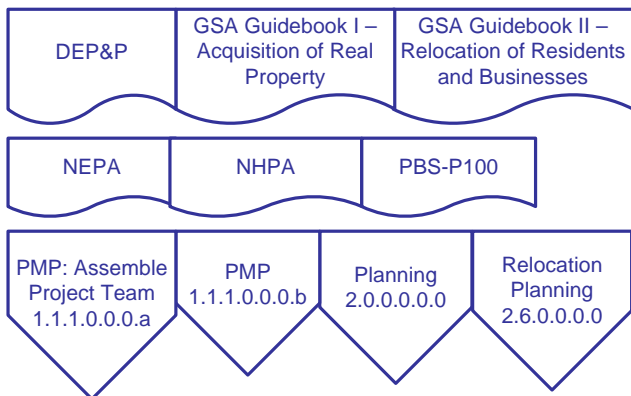 DEP&P
GSA Guidebook I –
Acquisition of Real
Property
GSA Guidebook II –
Relocation of Residents
and Businesses
NEPA
NHPA
PBS-P100
PMP: Assemble
Project Team
1.1.1.0.0.0.a
PMP
1.1.1.0.0.0.b
Planning
2.0.0.0.0.0
Relocation
Planning
2.6.0.0.0.0